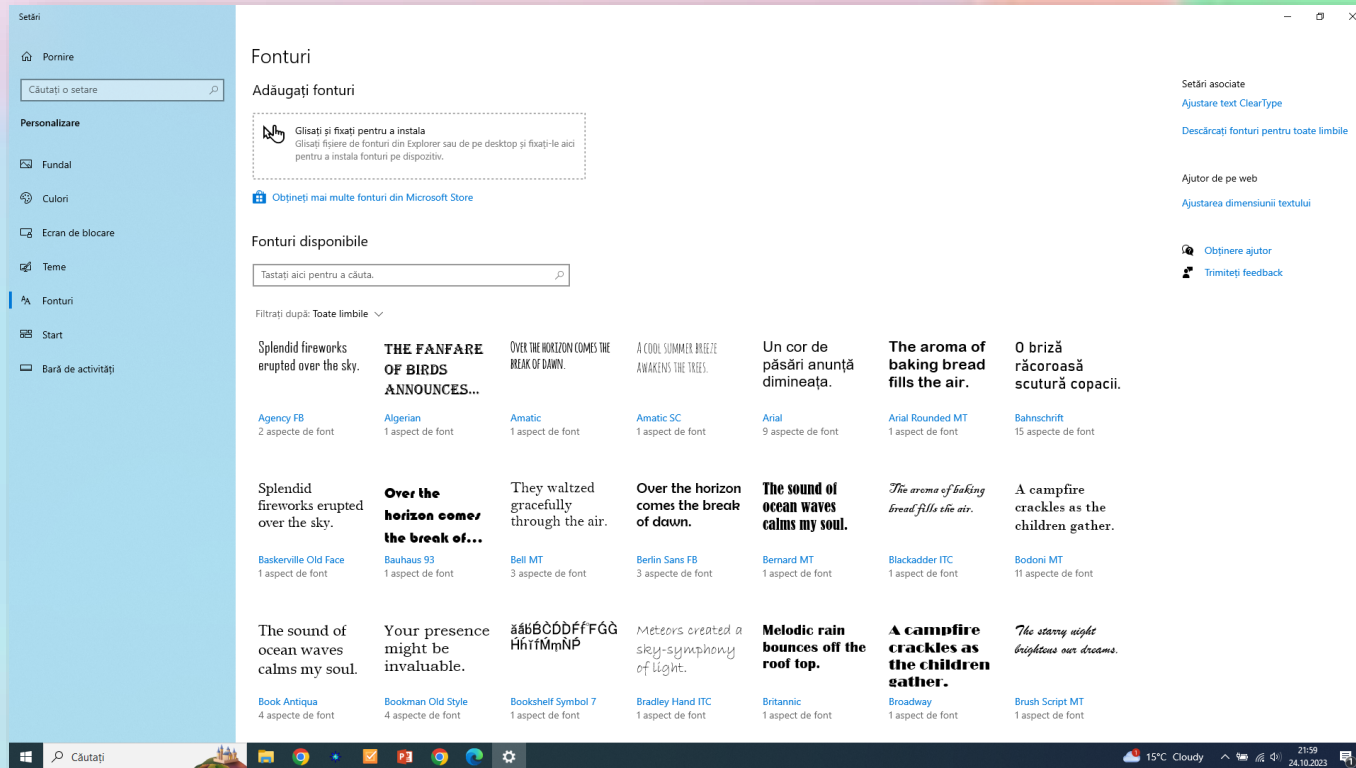 Setări
Pornire
Căutați o setare
Personalizare
Fundal
Culori
Ecran de blocare
Teme
Fonturi
Start
Bară de activități
Fonturi
Adăugați fonturi
Glisați și fixați pentru a instala
Glisați fișiere de fonturi din Explorer sau de pe desktop și fixați-le aici
pentru a instala fonturi pe dispozitiv.
Obțineți mai multe fonturi din Microsoft Store
Fonturi disponibile
Tastați aici pentru a căuta.
Filtrați după: Toate limbile
Splendid fireworks
erupted over the sky.
Agency FB
2 aspecte de font
THE FANFARE
OF BIRDS
ANNOUNCES...
Algerian
1 aspect de font
OVER THE HORIZON COMES THE
BREAK OF DAWN.
Amatic
1 aspect de font
A COOL SUMMER BREEZE
AWAKENS THE TREES.
Amatic SC
1 aspect de font
Un cor de
păsări anunță
dimineața.
Arial
9 aspecte de font
The aroma of
baking bread
fills the air.
Arial Rounded MT
1 aspect de font
O briză
răcoroasă
scutură copacii.
Bahnschrift
15 aspecte de font
Splendid
fireworks erupted
over the sky.
Baskerville Old Face
1 aspect de font
Over the
horizon comes
the break of...
Bauhaus 93
1 aspect de font
They waltzed
gracefully
through the air.
Bell MT
3 aspecte de font
Over the horizon
comes the break
of dawn.
Berlin Sans FB
3 aspecte de font
The sound of
ocean waves
calms my soul.
Bernard MT
1 aspect de font
The aroma of baking
bread fills the air.
Blackadder ITC
1 aspect de font
A campfire
crackles as the
children gather.
Bodoni MT
11 aspecte de font
The sound of
ocean waves
calms my soul.
Book Antiqua
4 aspecte de font
Your presence
might be
invaluable.
Bookman Old Style
4 aspecte de font
Bookshelf Symbol 7
1 aspect de font
Meteors created a
sky-symphony
of light.
Bradley Hand ITC
1 aspect de font
Melodic rain
bounces off the
roof top.
Britannic
1 aspect de font
A campfire
crackles as
the children
gather.
Broadway
1 aspect de font
The starry night
brightens our dreams.
Brush Script MT
1 aspect de font
Setări asociate
Ajustare text ClearType
Descărcați fonturi pentru toate limbile
Ajutor de pe web
Ajustarea dimensiunii textului
Obținere ajutor
Trimiteți feedback
Căutați
15°C Cloudy
21:59
24.10.2023